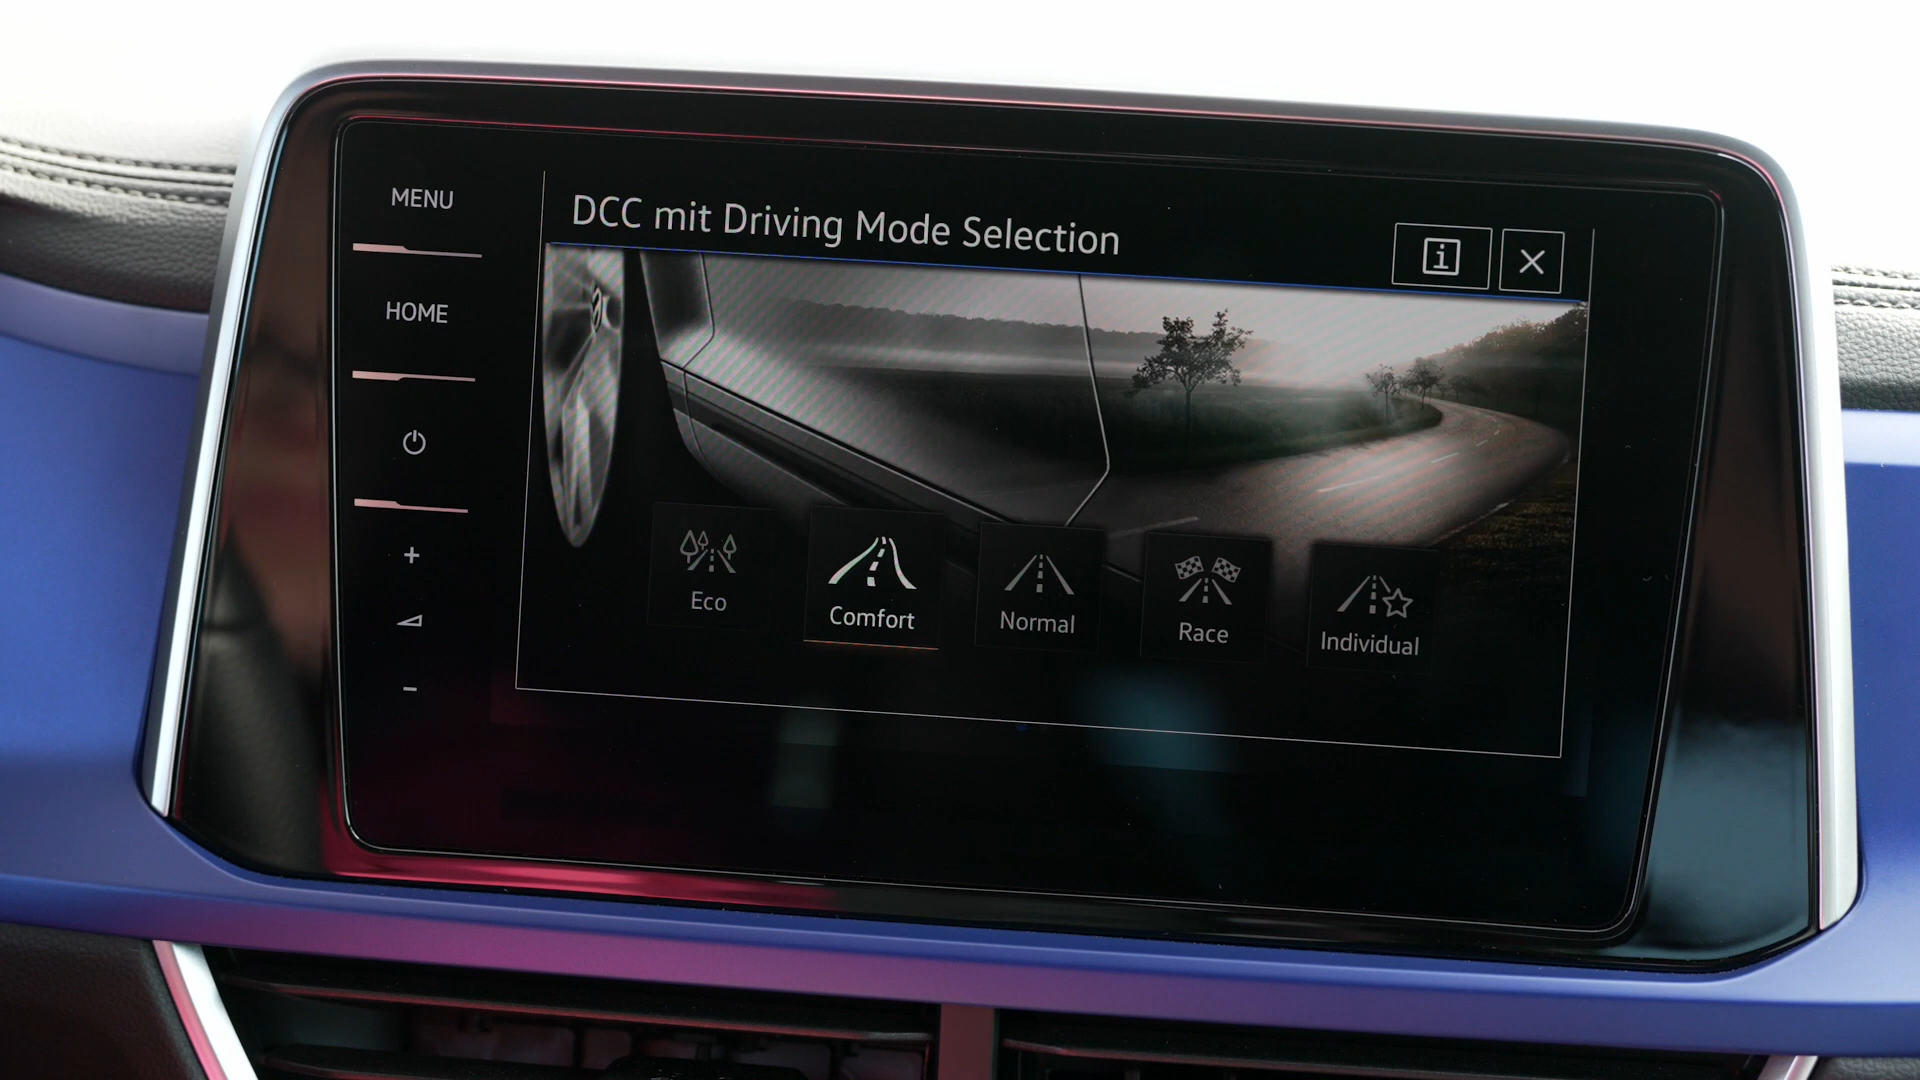 MENU
HOME
+
-
DCC mit Driving Mode Selection
i
Eco
Comfort
Normal
Race
Individual